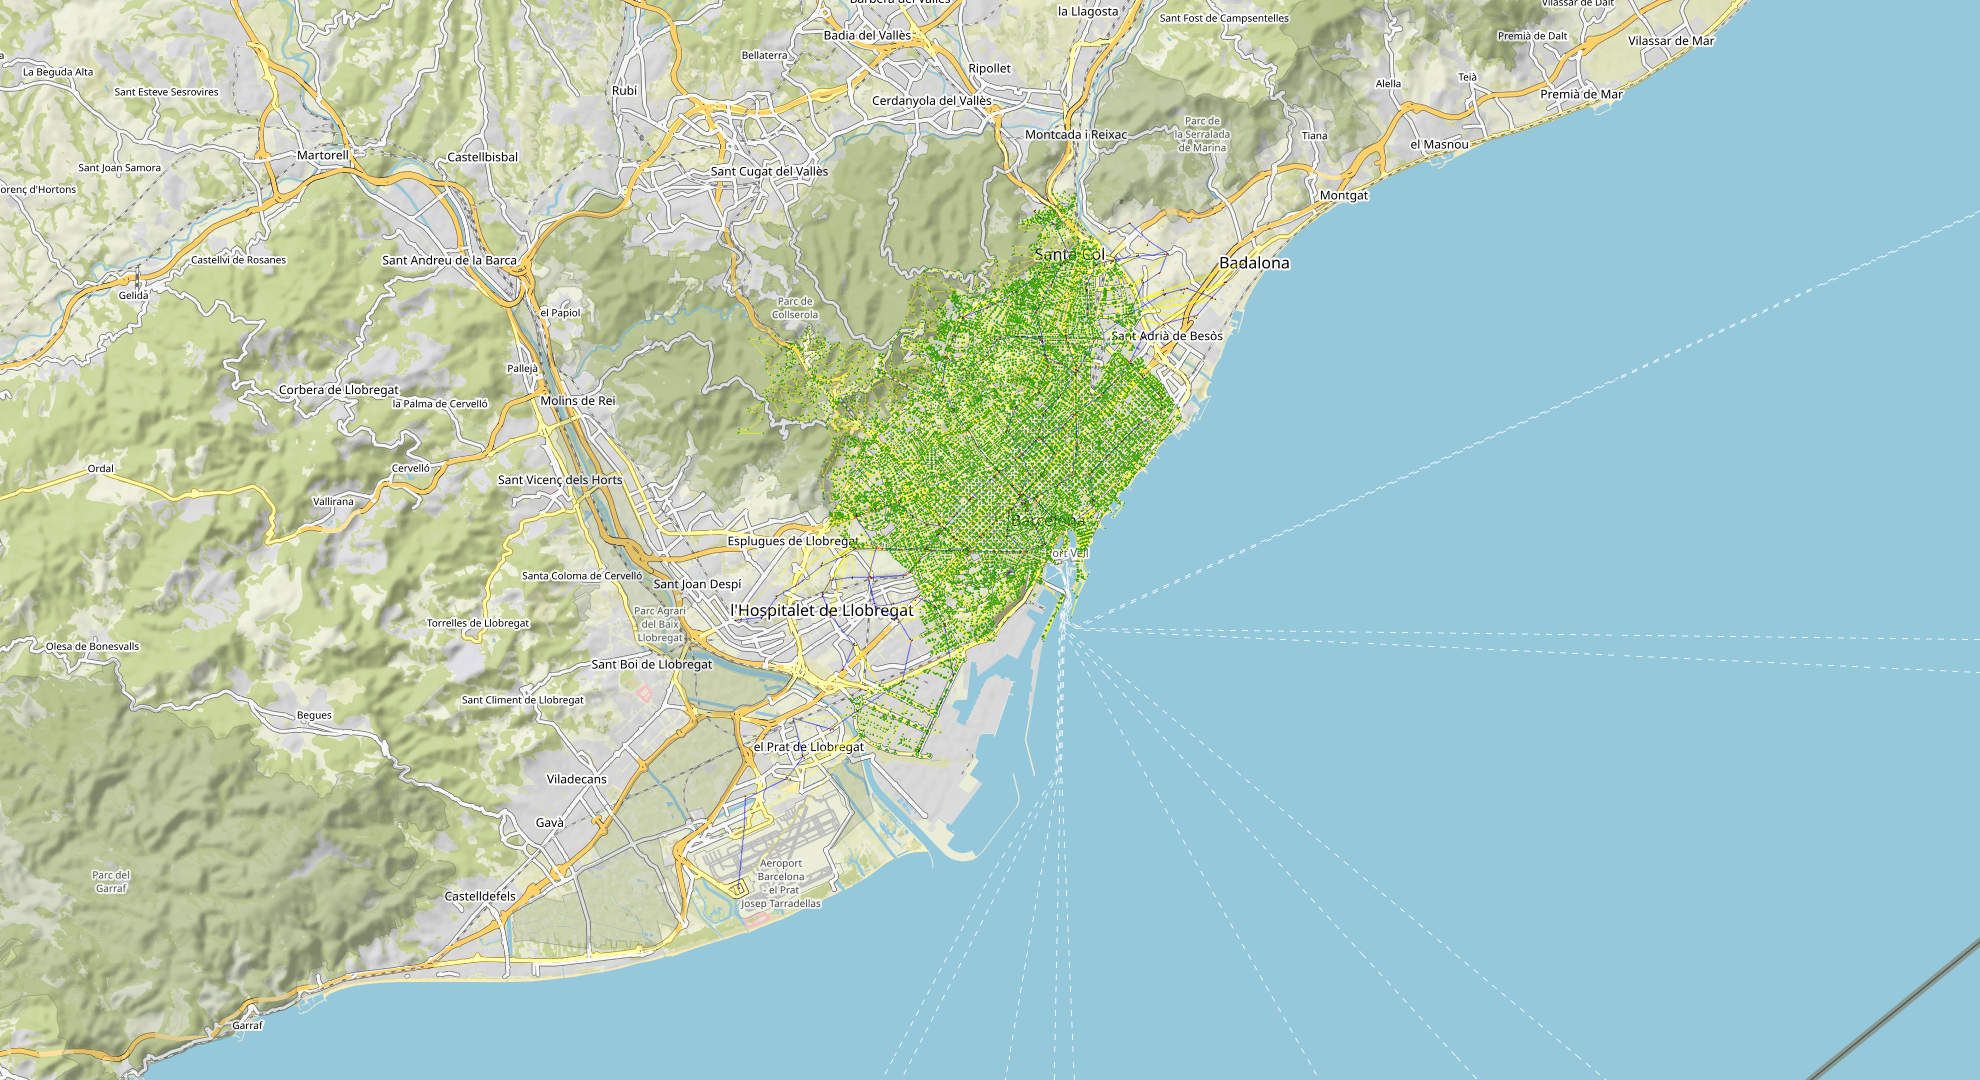 Barberà del Vallès
la Llagosta
Sant Fost de Campsentelles
Vilassar de Dalt
Badia del Vallès
Premià de Dalt
Vilassar de Mar
Bellaterra
Ripollet
La Beguda Alta
Sant Esteve Sesrovires
Rubí
Cerdanyola del Vallès
Alella
Teià
Premià de Mar
Parc de
la Serralada
de Marina
Montcada i Reixac
Tiana
el Masnou
Martorell
Castellbisbal
Sant Joan Samora
Sant Cugat del Vallès
orenç d'Hortons
Montgat
Castellví de Rosanes
Sant Andreu de la Barca
Santa Col
Badalona
Gelida
el Papiol
Parc de
Collserola
Sant Adrià de Besòs
Pallejà
Corbera de Llobregat
la Palma de Cervelló
Molins de Rei
Ordal
Cervelló
Sant Vicenç dels Horts
Vallirana
Barcelona
Esplugues de Llobregat
Port Vell
Santa Coloma de Cervelló
Sant Joan Despí
l'Hospitalet de Llobregat
Parc Agrari
del Baix
Llobregat
Torrelles de Llobregat
Olesa de Bonesvalls
Sant Boi de Llobregat
Sant Climent de Llobregat
Begues
el Prat de Llobregat
Viladecans
Gavà
Aeroport
Barcelona
el Prat
Josep Tarradellas
Parc del
Garraf
Castelldefels
Garraf